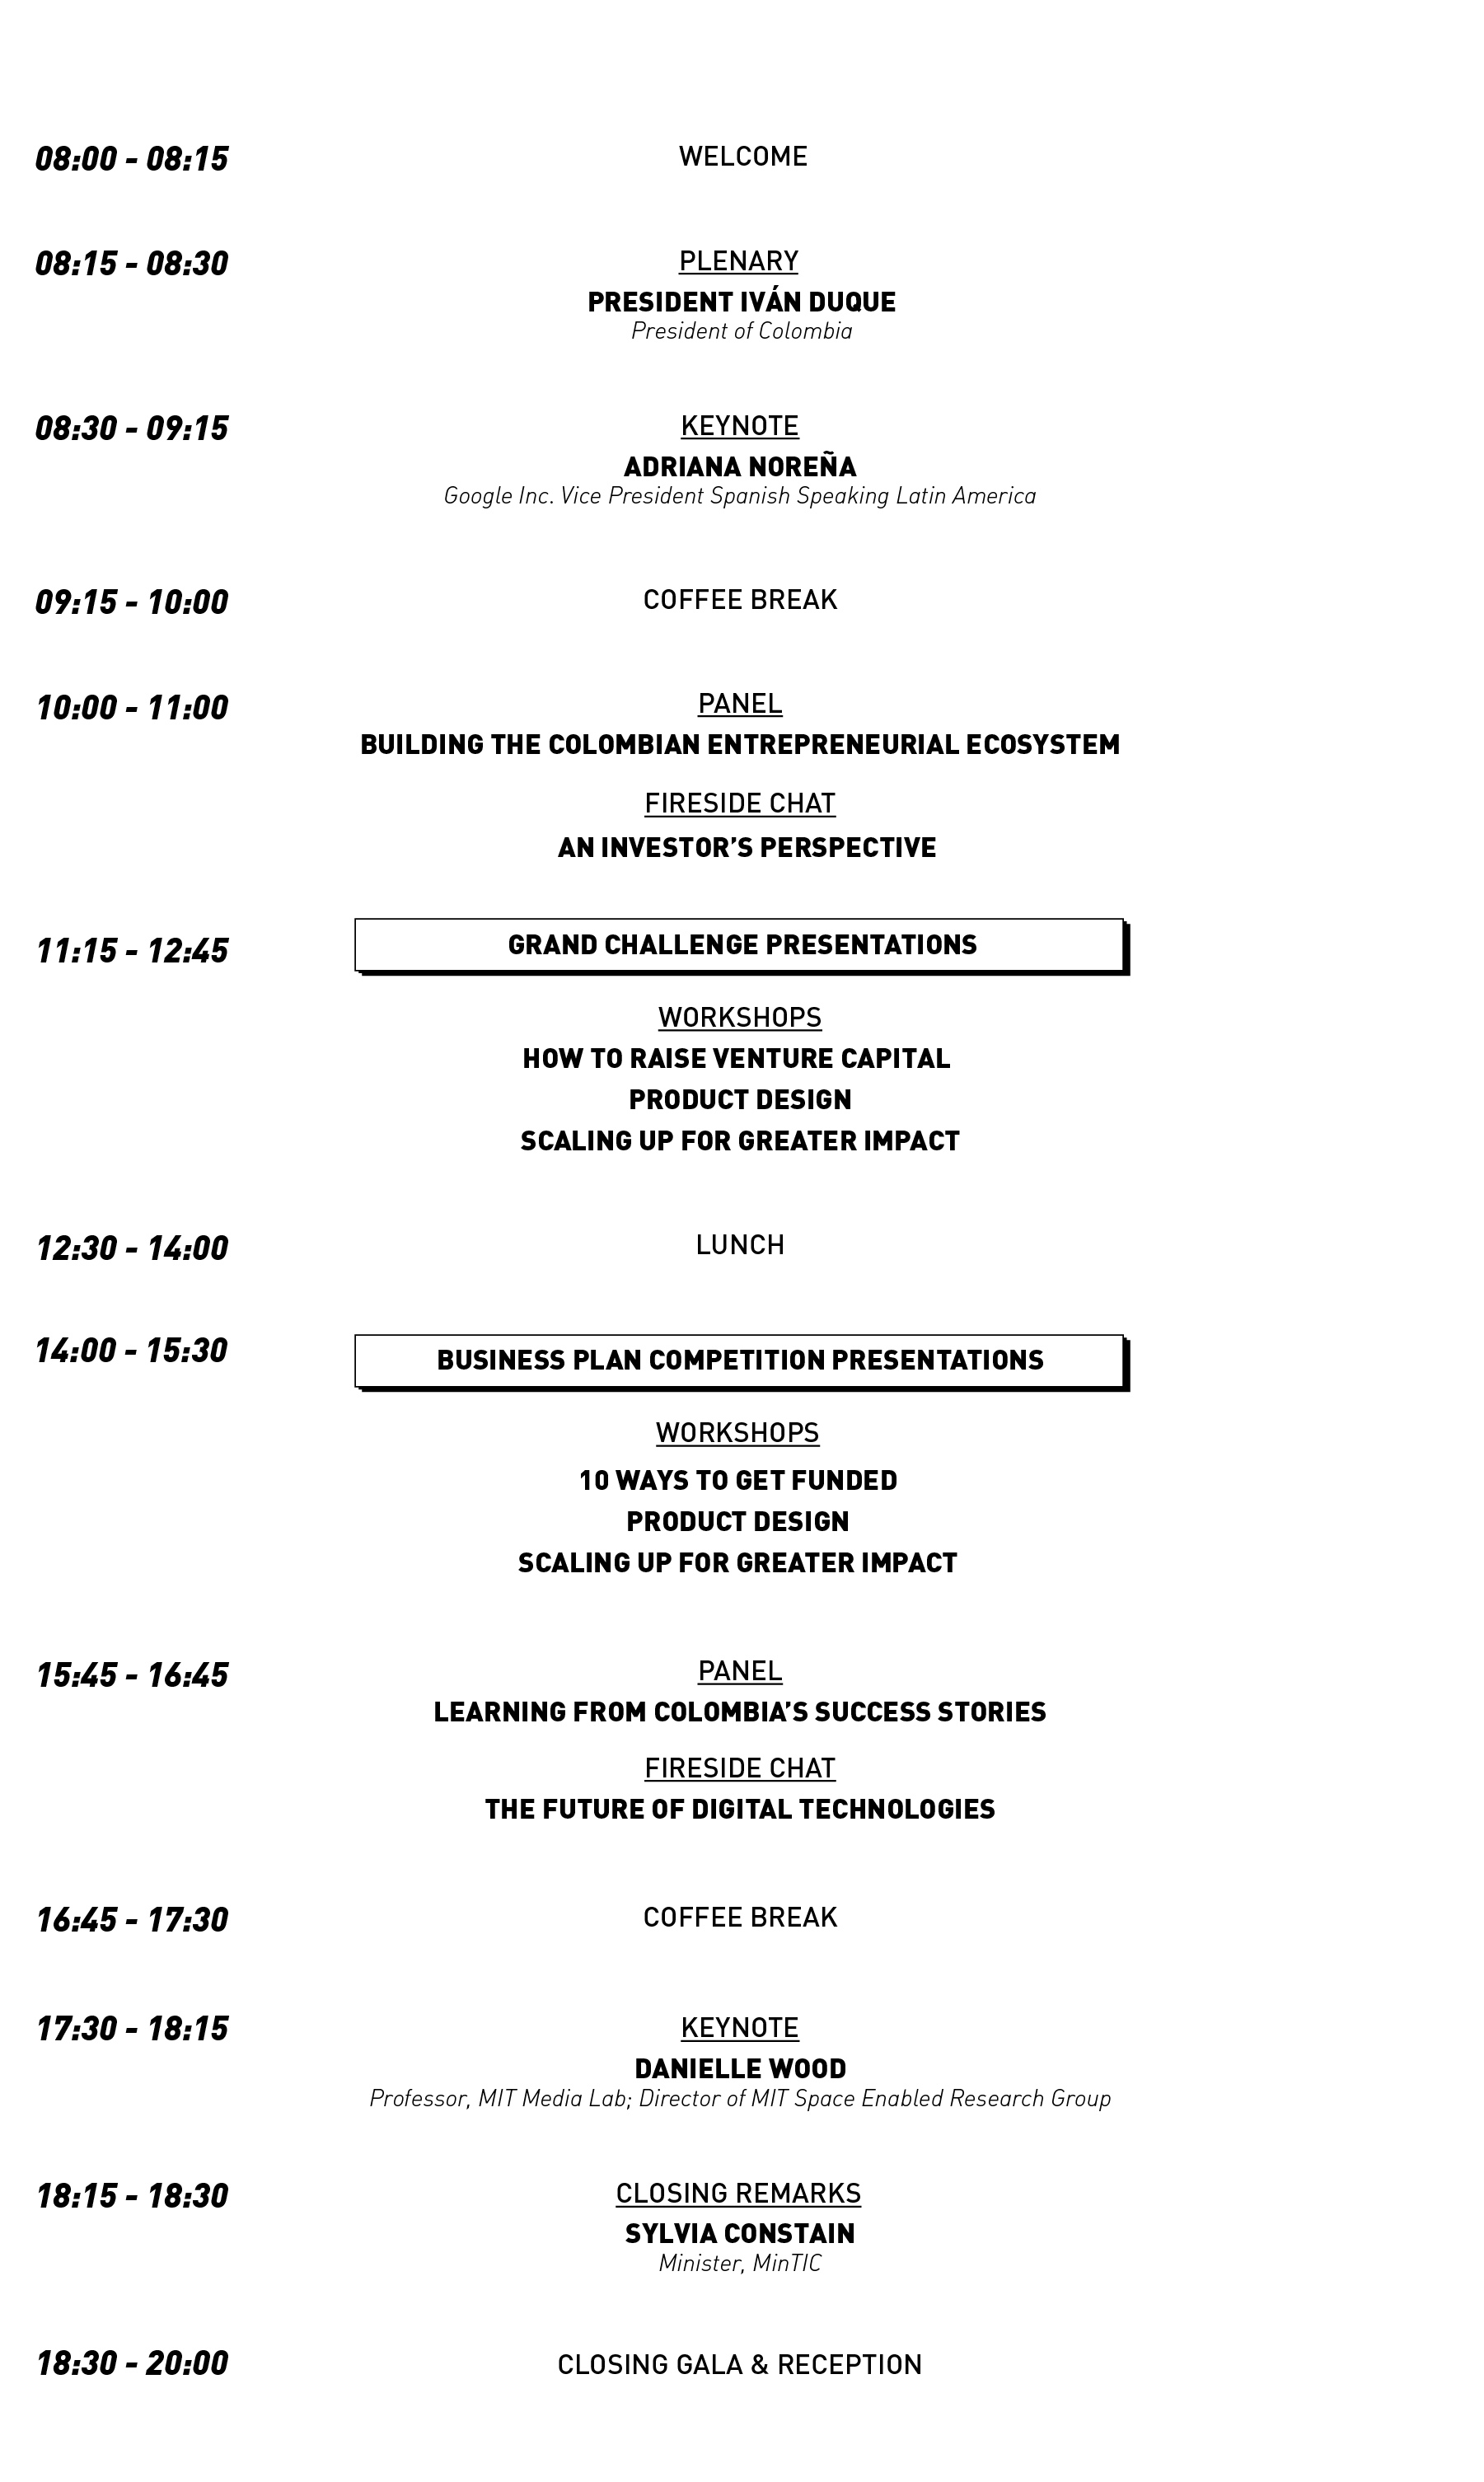 08:00 - 08:15 WELCOME
08:15 - 08:30 PLENARY
PRESIDENT IVÁN DUQUE
President of Colombia
08:30 - 09:15 KEYNOTE
ADRIANA NOREÑA
Google Inc. Vice President Spanish Speaking Latin America
09:15 - 10:00 COFFEE BREAK
10:00 - 11:00 PANEL
BUILDING THE COLOMBIAN ENTREPRENEURIAL ECOSYSTEM
FIRESIDE CHAT
AN INVESTOR’S PERSPECTIVE
11:15 - 12:45 GRAND CHALLENGE PRESENTATIONS
WORKSHOPS
HOW TO RAISE VENTURE CAPITAL
PRODUCT DESIGN
SCALING UP FOR GREATER IMPACT
12:30 - 14:00 LUNCH
14:00 - 15:30 BUSINESS PLAN COMPETITION PRESENTATIONS
WORKSHOPS
10 WAYS TO GET FUNDED
PRODUCT DESIGN
SCALING UP FOR GREATER IMPACT
15:45 - 16:45 PANEL
LEARNING FROM COLOMBIA’S SUCCESS STORIES
FIRESIDE CHAT
THE FUTURE OF DIGITAL TECHNOLOGIES
16:45 - 17:30 COFFEE BREAK
17:30 - 18:15 KEYNOTE
DANIELLE WOOD
Professor, MIT Media Lab; Director of MIT Space Enabled Research Group
18:15 - 18:30 CLOSING REMARKS
SYLVIA CONSTAIN
Minister, MinTIC
18:30 - 20:00 CLOSING GALA & RECEPTION